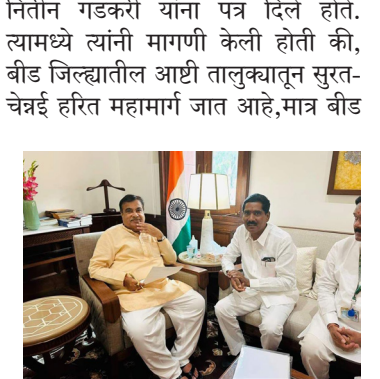 नितीन गडकरी यांना पत्र दिले होते.
त्यामध्ये त्यांनी मागणी केली होती की,
बीड जिल्ह्यातील आष्टी तालुक्यातून सुरत-
चेन्नई हरित महामार्ग जात आहे,मात्र बीड